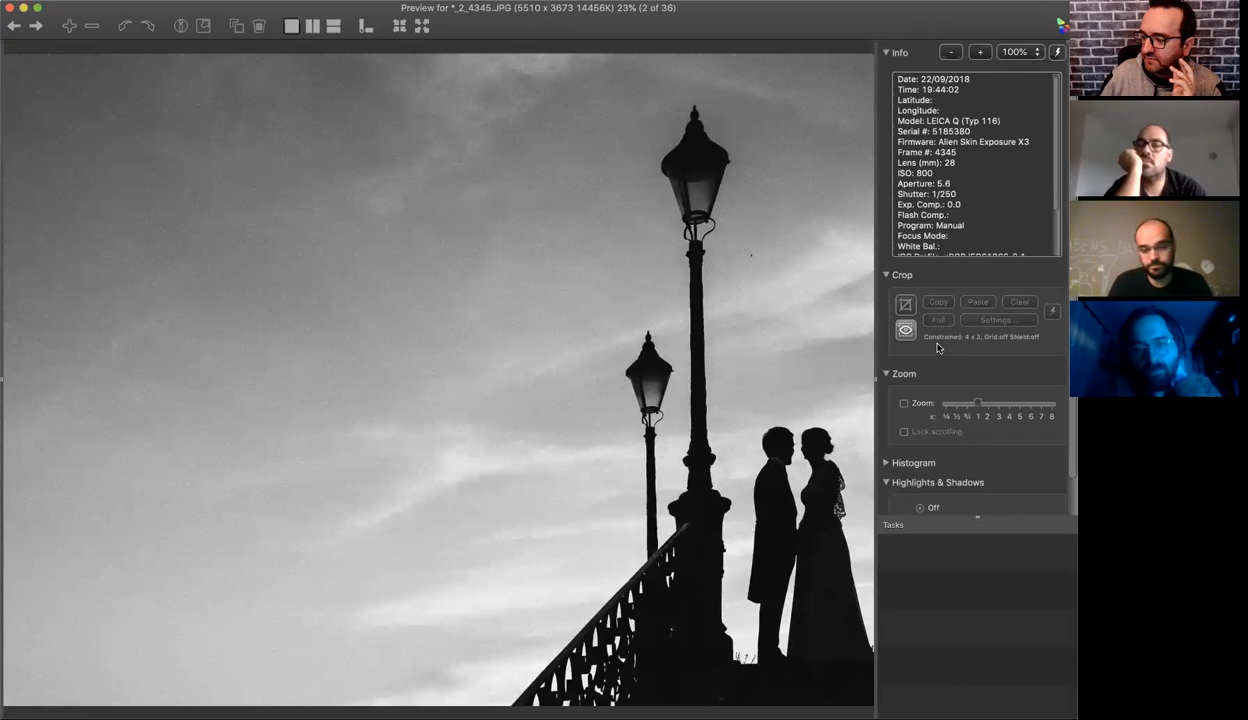 Preview for *_2_4345.JPG (5510 x 3673 14456K) 23% (2 of 36)
Info
- + 100%
Date: 22/09/2018
Time: 19:44:02
Latitude:
Longitude:
Model: LEICA Q (Typ 116)
Serial #: 5185380
Firmware: Alien Skin Exposure X3
Frame #: 4345
Lens (mm): 28
ISO: 800
Aperture: 5.6
Shutter: 1/250
Exp. Comp.: 0.0
Flash Comp.:
Program: Manual
Focus Mode:
White Bal.:
Crop
Copy Paste Clear
Full Settings...
Constrained: 4 x 3, Grid:off Shield:off
Zoom
Zoom:
x: ¼ ½ ¾ 1 2 3 4 5 6 7 8
Lock scrolling
Histogram
Highlights & Shadows
Off
Tasks